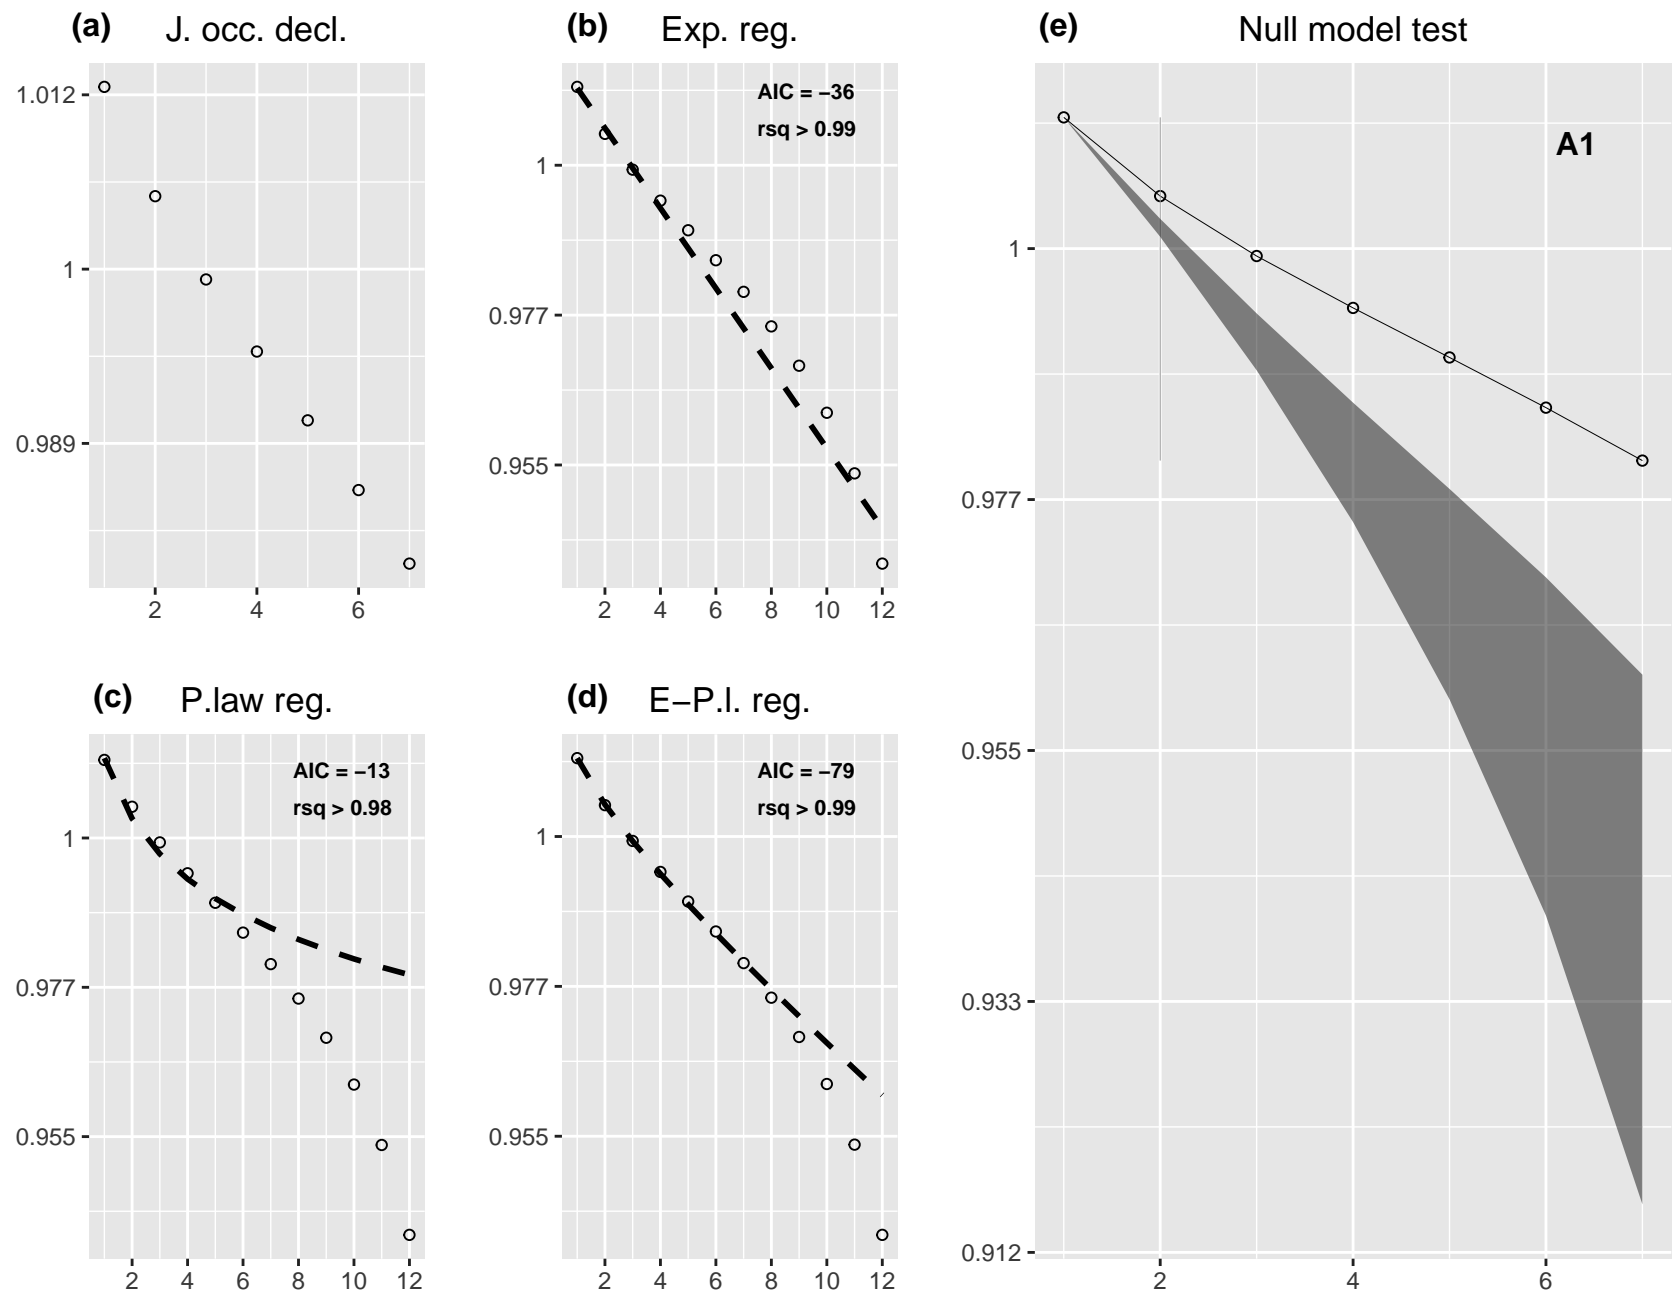 (a) J. occ. decl.
1.012
1
0.989
2 4 6
(b) Exp. reg.
AIC = −36
rsq > 0.99
1
0.977
0.955
2 4 6 8 10 12
(c) P.law reg.
AIC = −13
rsq > 0.98
1
0.977
0.955
2 4 6 8 10 12
(d) E−P.l. reg.
AIC = −79
rsq > 0.99
1
0.977
0.955
2 4 6 8 10 12
(e) Null model test
A1
1
0.977
0.955
0.933
0.912
2 4 6